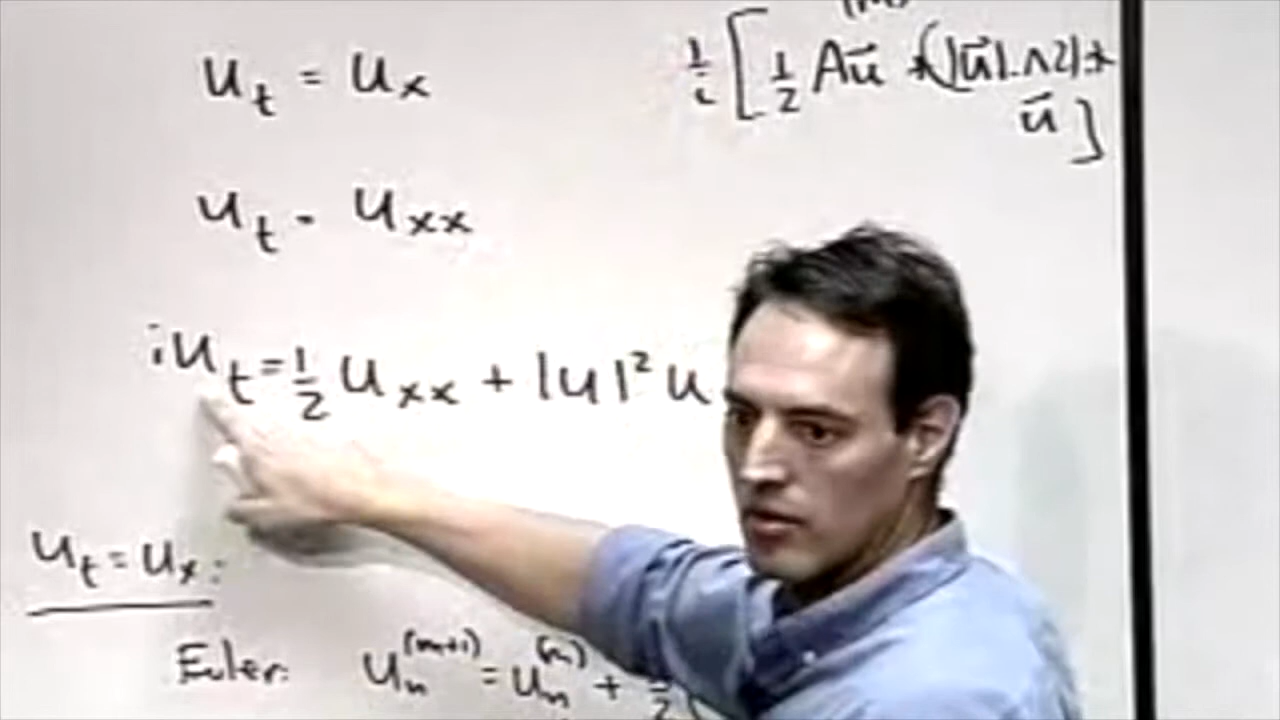 u_t = u_x
1/i [ 1/2 Au⃗ + (|u⃗|.^2).*
u⃗ ]
u_t = u_xx
iu_t = 1/2 u_xx + |u|²u
u_t = u_x:
Euler: u_n^(m+1) = u_n^(m) +